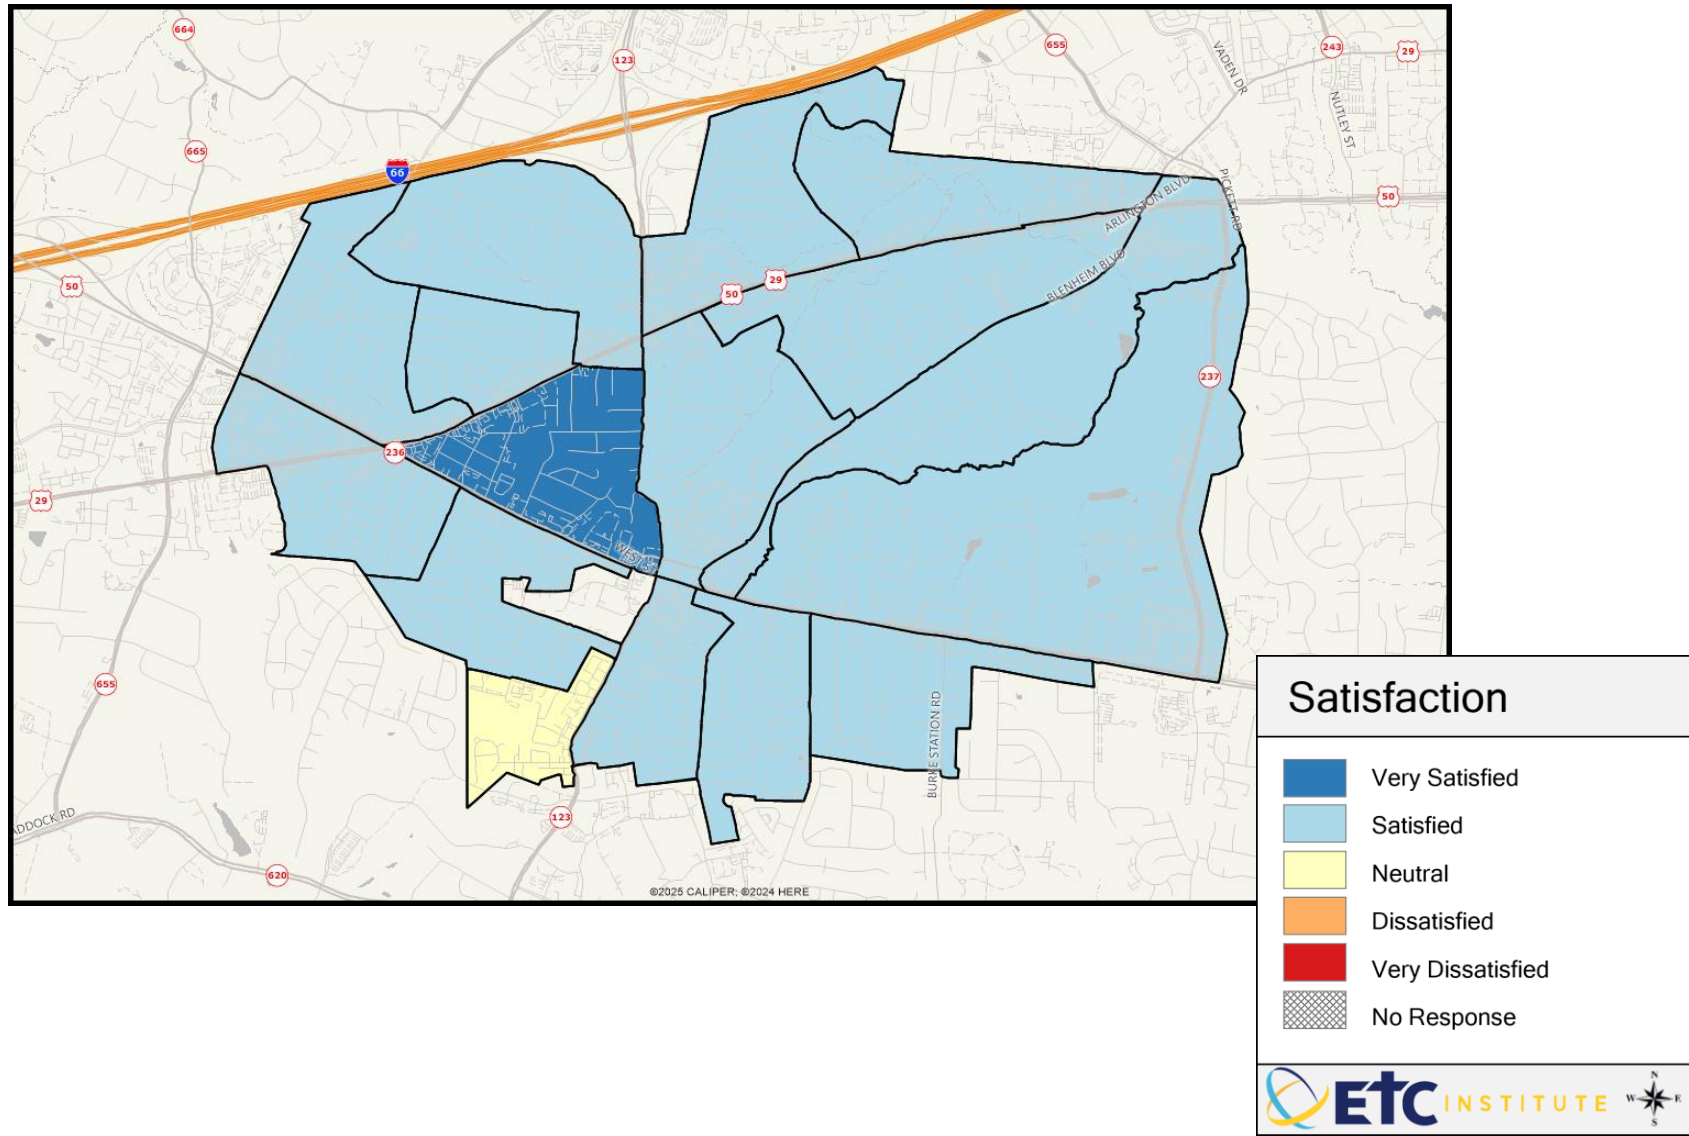 664
123
655
243
29
VADEN DR
NUTLEY ST
665
66
PICKETT RD
50
ARLINGTON BLVD
BLENHEIM BLVD
50
29
50
237
236
29
WEST ST
655
BURKE STATION RD
123
ADDOCK RD
620
©2025 CALIPER; ©2024 HERE
Satisfaction
Very Satisfied
Satisfied
Neutral
Dissatisfied
Very Dissatisfied
No Response
ETC INSTITUTE
N
W E
S